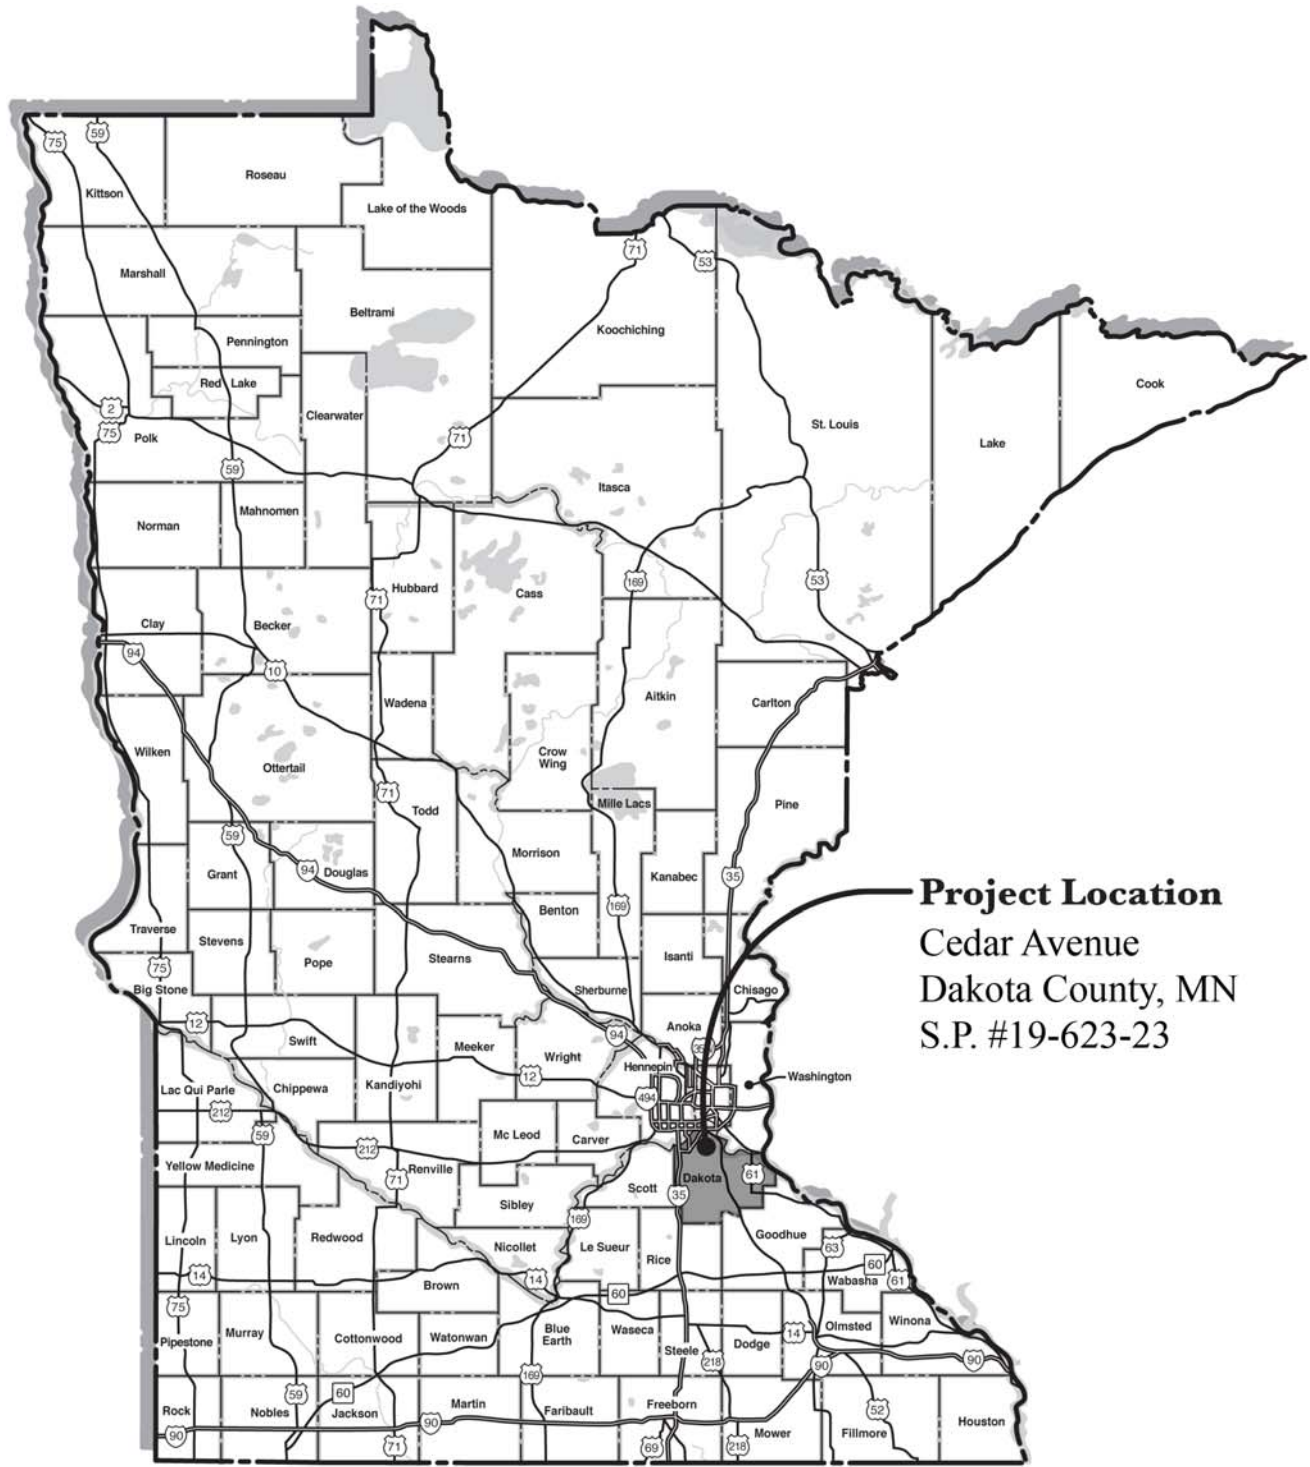 59
75
Kittson
Roseau
Lake of the Woods
71
53
Marshall
Beltrami
Koochiching
Pennington
Red Lake
Cook
2
75
Polk
Clearwater
71
St. Louis
Lake
59
Itasca
Norman
Mahnomen
Hubbard
Cass
169
53
71
Clay
Becker
94
10
Wadena
Aitkin
Carlton
Wilken
Ottertail
Crow
Wing
71
Todd
Mille Lacs
Pine
59
Grant
94
Douglas
Morrison
Kanabec
35
Project Location
Cedar Avenue
Dakota County, MN
S.P. #19-623-23
Benton
169
Traverse
Stevens
Pope
Stearns
Isanti
75
Big Stone
Sherburne
Chisago
12
Swift
Meeker
Wright
94
Anoka
35
Hennepin
Washington
Lac Qui Parle
Chippewa
Kandiyohi
12
494
212
59
Mc Leod
Carver
212
Yellow Medicine
Renville
71
Sibley
Scott
35
Dakota
61
169
Lincoln
Lyon
Redwood
Nicollet
Le Sueur
Rice
Goodhue
63
60
61
Wabasha
14
Brown
14
60
75
Pipestone
Murray
Cottonwood
Watonwan
Blue
Earth
Waseca
Steele
218
Dodge
14
Olmsted
Winona
90
90
169
59
60
Rock
Nobles
Jackson
Martin
Faribault
Freeborn
52
90
90
71
69
218
Mower
Fillmore
Houston